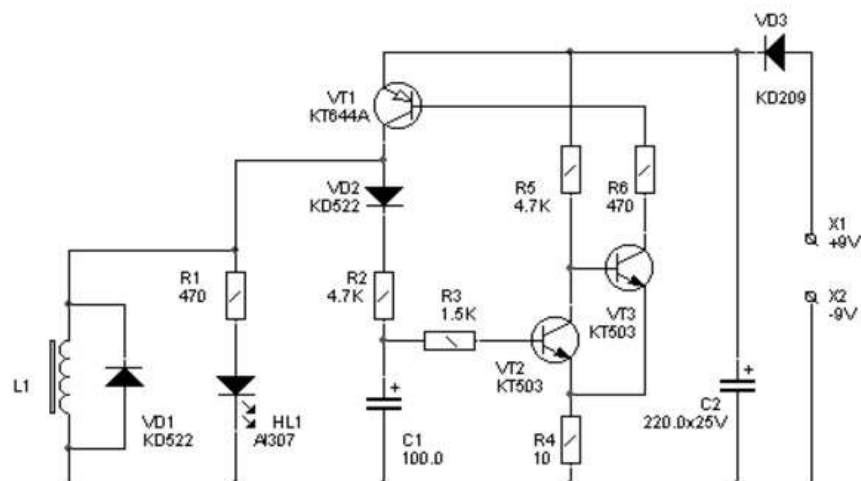 VD3
KD209
VT1
KT644A
VD2
KD522
R5
4.7K
R6
470
X1
+9V
R1
470
R2
4.7K
R3
1.5K
VT3
KT503
X2
-9V
L1
VT2
KT503
VD1
KD522
HL1
AI307
+
C1
100.0
R4
10
+
C2
220.0x25V